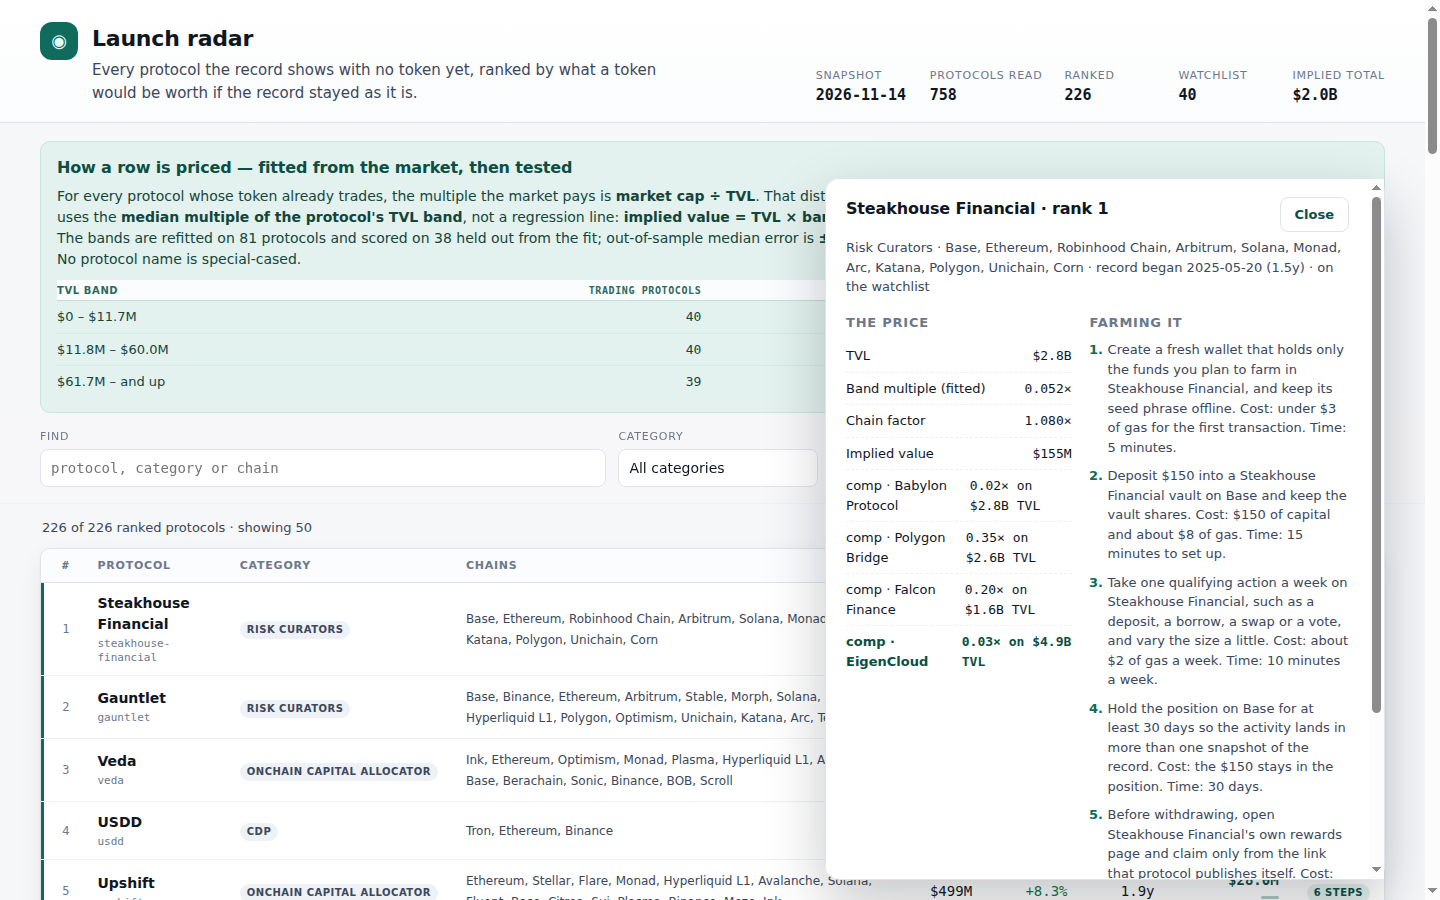 ◉
Launch radar
Every protocol the record shows with no token yet, ranked by what a token
would be worth if the record stayed as it is.
SNAPSHOT
2026-11-14
PROTOCOLS READ
758
RANKED
226
WATCHLIST
40
IMPLIED TOTAL
$2.0B
How a row is priced — fitted from the market, then tested
For every protocol whose token already trades, the multiple the market pays is market cap ÷ TVL. That
uses the median multiple of the protocol's TVL band, not a regression line: implied value = TVL ×
The bands are refitted on 81 protocols and scored on 38 held out from the fit; out-of-sample median error is
No protocol name is special-cased.
TVL BAND TRADING PROTOCOLS
$0 – $11.7M 40
$11.8M – $60.0M 40
$61.7M – and up 39
FIND
protocol, category or chain
CATEGORY
All categories
226 of 226 ranked protocols · showing 50
# PROTOCOL CATEGORY CHAINS
1
Steakhouse
Financial
steakhouse-
financial
RISK CURATORS
Base, Ethereum, Robinhood Chain, Arbitrum, Solana, Monad
Katana, Polygon, Unichain, Corn
2
Gauntlet
gauntlet
RISK CURATORS
Base, Binance, Ethereum, Arbitrum, Stable, Morph, Solana,
Hyperliquid L1, Polygon, Optimism, Unichain, Katana, Arc,
3
Veda
veda
ONCHAIN CAPITAL ALLOCATOR
Ink, Ethereum, Optimism, Monad, Plasma, Hyperliquid L1,
Base, Berachain, Sonic, Binance, BOB, Scroll
4
USDD
usdd
CDP
Tron, Ethereum, Binance
5
Upshift
ONCHAIN CAPITAL ALLOCATOR
Ethereum, Stellar, Flare, Monad, Hyperliquid L1, Avalanche, Solana,
$499M
+8.3%
1.9y
6 STEPS
Steakhouse Financial · rank 1
Close
Risk Curators · Base, Ethereum, Robinhood Chain, Arbitrum, Solana, Monad,
Arc, Katana, Polygon, Unichain, Corn · record began 2025-05-20 (1.5y) · on
the watchlist
THE PRICE
TVL $2.8B
Band multiple (fitted) 0.052×
Chain factor 1.080×
Implied value $155M
comp · Babylon
Protocol
0.02× on
$2.8B TVL
comp · Polygon
Bridge
0.35× on
$2.6B TVL
comp · Falcon
Finance
0.20× on
$1.6B TVL
comp ·
EigenCloud
0.03× on $4.9B
TVL
FARMING IT
1. Create a fresh wallet that holds only
the funds you plan to farm in
Steakhouse Financial, and keep its
seed phrase offline. Cost: under $3
of gas for the first transaction. Time:
5 minutes.
2. Deposit $150 into a Steakhouse
Financial vault on Base and keep the
vault shares. Cost: $150 of capital
and about $8 of gas. Time: 15
minutes to set up.
3. Take one qualifying action a week on
Steakhouse Financial, such as a
deposit, a borrow, a swap or a vote,
and vary the size a little. Cost: about
$2 of gas a week. Time: 10 minutes
a week.
4. Hold the position on Base for at
least 30 days so the activity lands in
more than one snapshot of the
record. Cost: the $150 stays in the
position. Time: 30 days.
5. Before withdrawing, open
Steakhouse Financial's own rewards
page and claim only from the link
that protocol publishes itself. Cost: